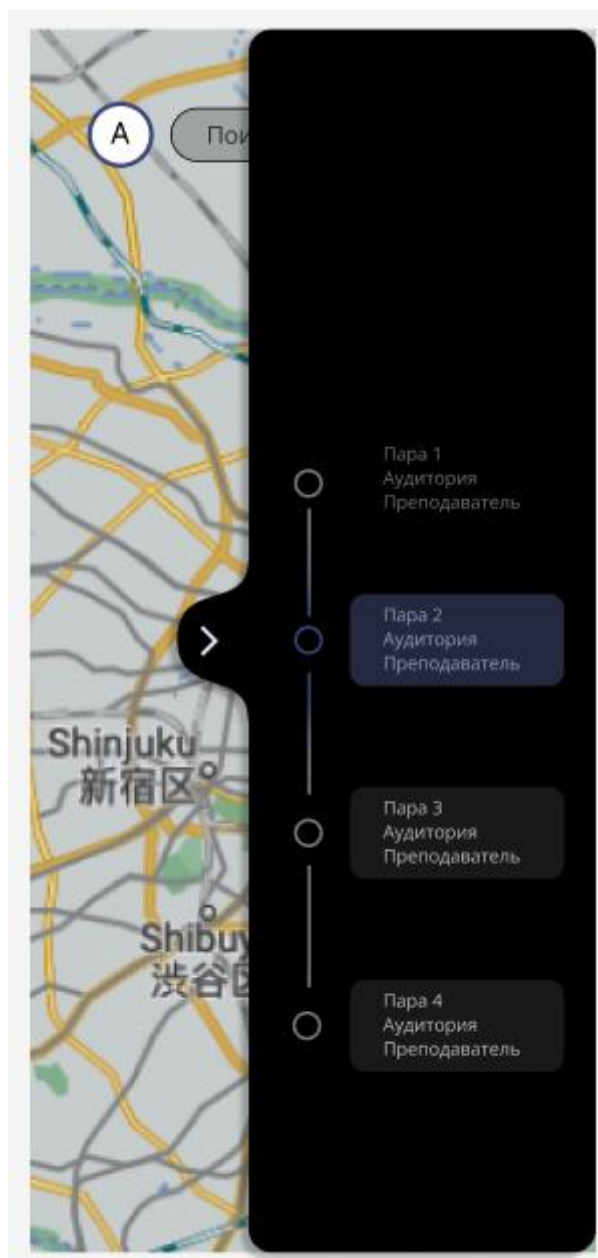 A
Пои
Пара 1
Аудитория
Преподаватель
Пара 2
Аудитория
Преподаватель
Shinjuku
新宿区
Пара 3
Аудитория
Преподаватель
Shibuy
渋谷区
Пара 4
Аудитория
Преподаватель